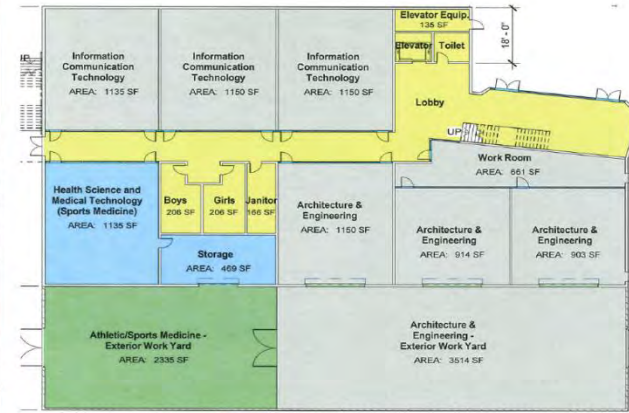 Elevator Equip.
135 SF
Elevator
Toilet
18' - 0"
Information
Communication
Technology
AREA: 1135 SF
Information
Communication
Technology
AREA: 1150 SF
Information
Communication
Technology
AREA: 1150 SF
Lobby
UP
UP
Work Room
AREA: 661 SF
Health Science and
Medical Technology
(Sports Medicine)
AREA: 1135 SF
Boys
206 SF
Girls
206 SF
Janitor
166 SF
Architecture &
Engineering
AREA: 1150 SF
Architecture &
Engineering
AREA: 914 SF
Architecture &
Engineering
AREA: 903 SF
Storage
AREA: 469 SF
Athletic/Sports Medicine -
Exterior Work Yard
AREA: 2335 SF
Architecture &
Engineering -
Exterior Work Yard
AREA: 3514 SF